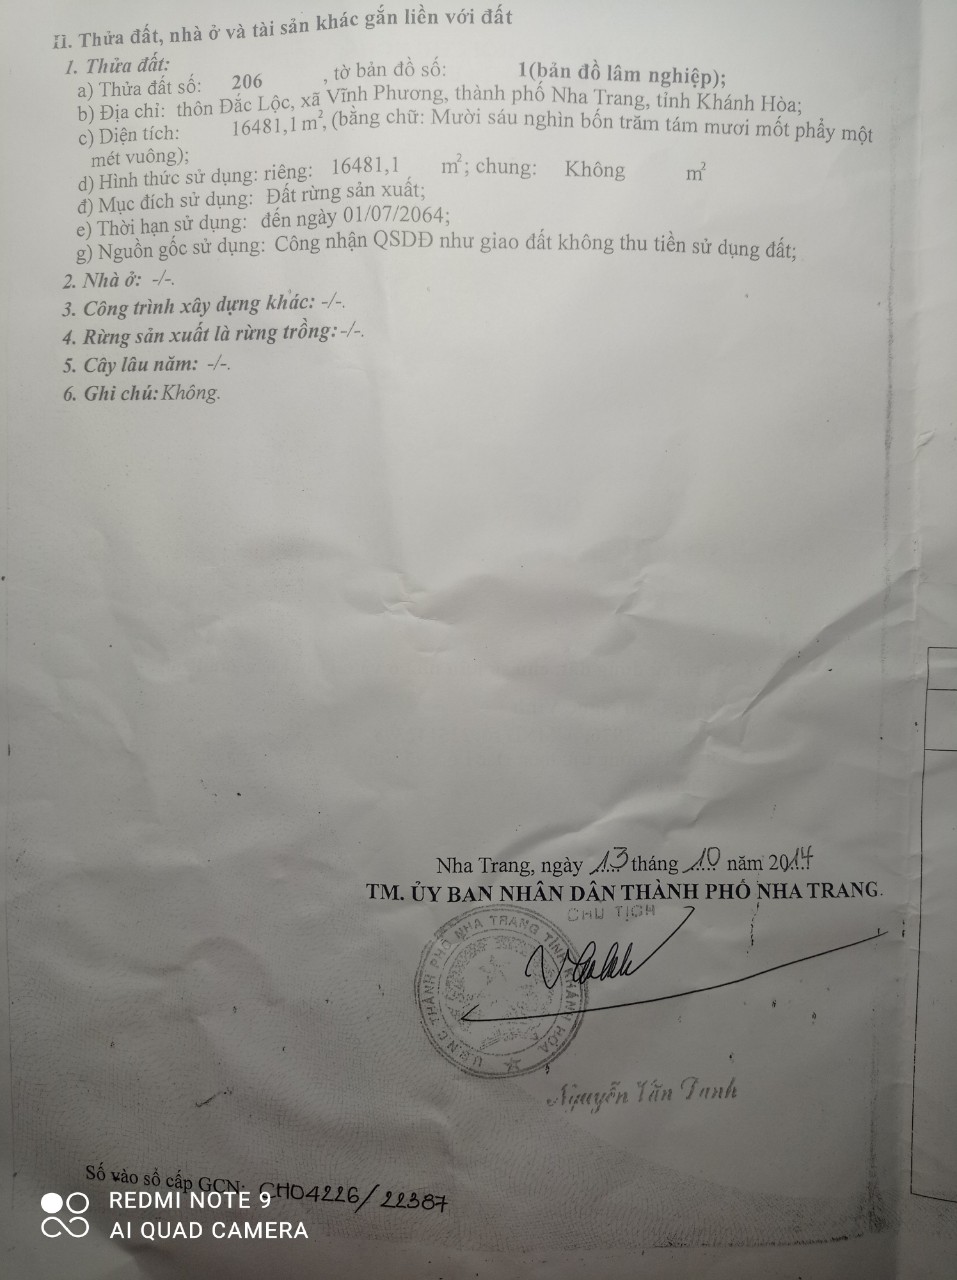 II. Thửa đất, nhà ở và tài sản khác gắn liền với đất
1. Thửa đất:
a) Thửa đất số: 206 , tờ bản đồ số: 1(bản đồ lâm nghiệp);
b) Địa chỉ: thôn Đắc Lộc, xã Vĩnh Phương, thành phố Nha Trang, tỉnh Khánh Hòa;
c) Diện tích: 16481,1 m², (bằng chữ: Mười sáu nghìn bốn trăm tám mươi mốt phẩy một
mét vuông);
d) Hình thức sử dụng: riêng: 16481,1 m²; chung: Không m²
đ) Mục đích sử dụng: Đất rừng sản xuất;
e) Thời hạn sử dụng: đến ngày 01/07/2064;
g) Nguồn gốc sử dụng: Công nhận QSDĐ như giao đất không thu tiền sử dụng đất;
2. Nhà ở: -/-.
3. Công trình xây dựng khác: -/-.
4. Rừng sản xuất là rừng trồng: -/-.
5. Cây lâu năm: -/-.
6. Ghi chú: Không.
Nha Trang, ngày 13 tháng 10 năm 2014
TM. ỦY BAN NHÂN DÂN THÀNH PHỐ NHA TRANG.
CHỦ TỊCH
U.B.N.D THÀNH PHỐ NHA TRANG TỈNH KHÁNH HÒA
Nguyễn Văn
Số vào sổ cấp GCN: CH04226/22387
REDMI NOTE 9
AI QUAD CAMERA